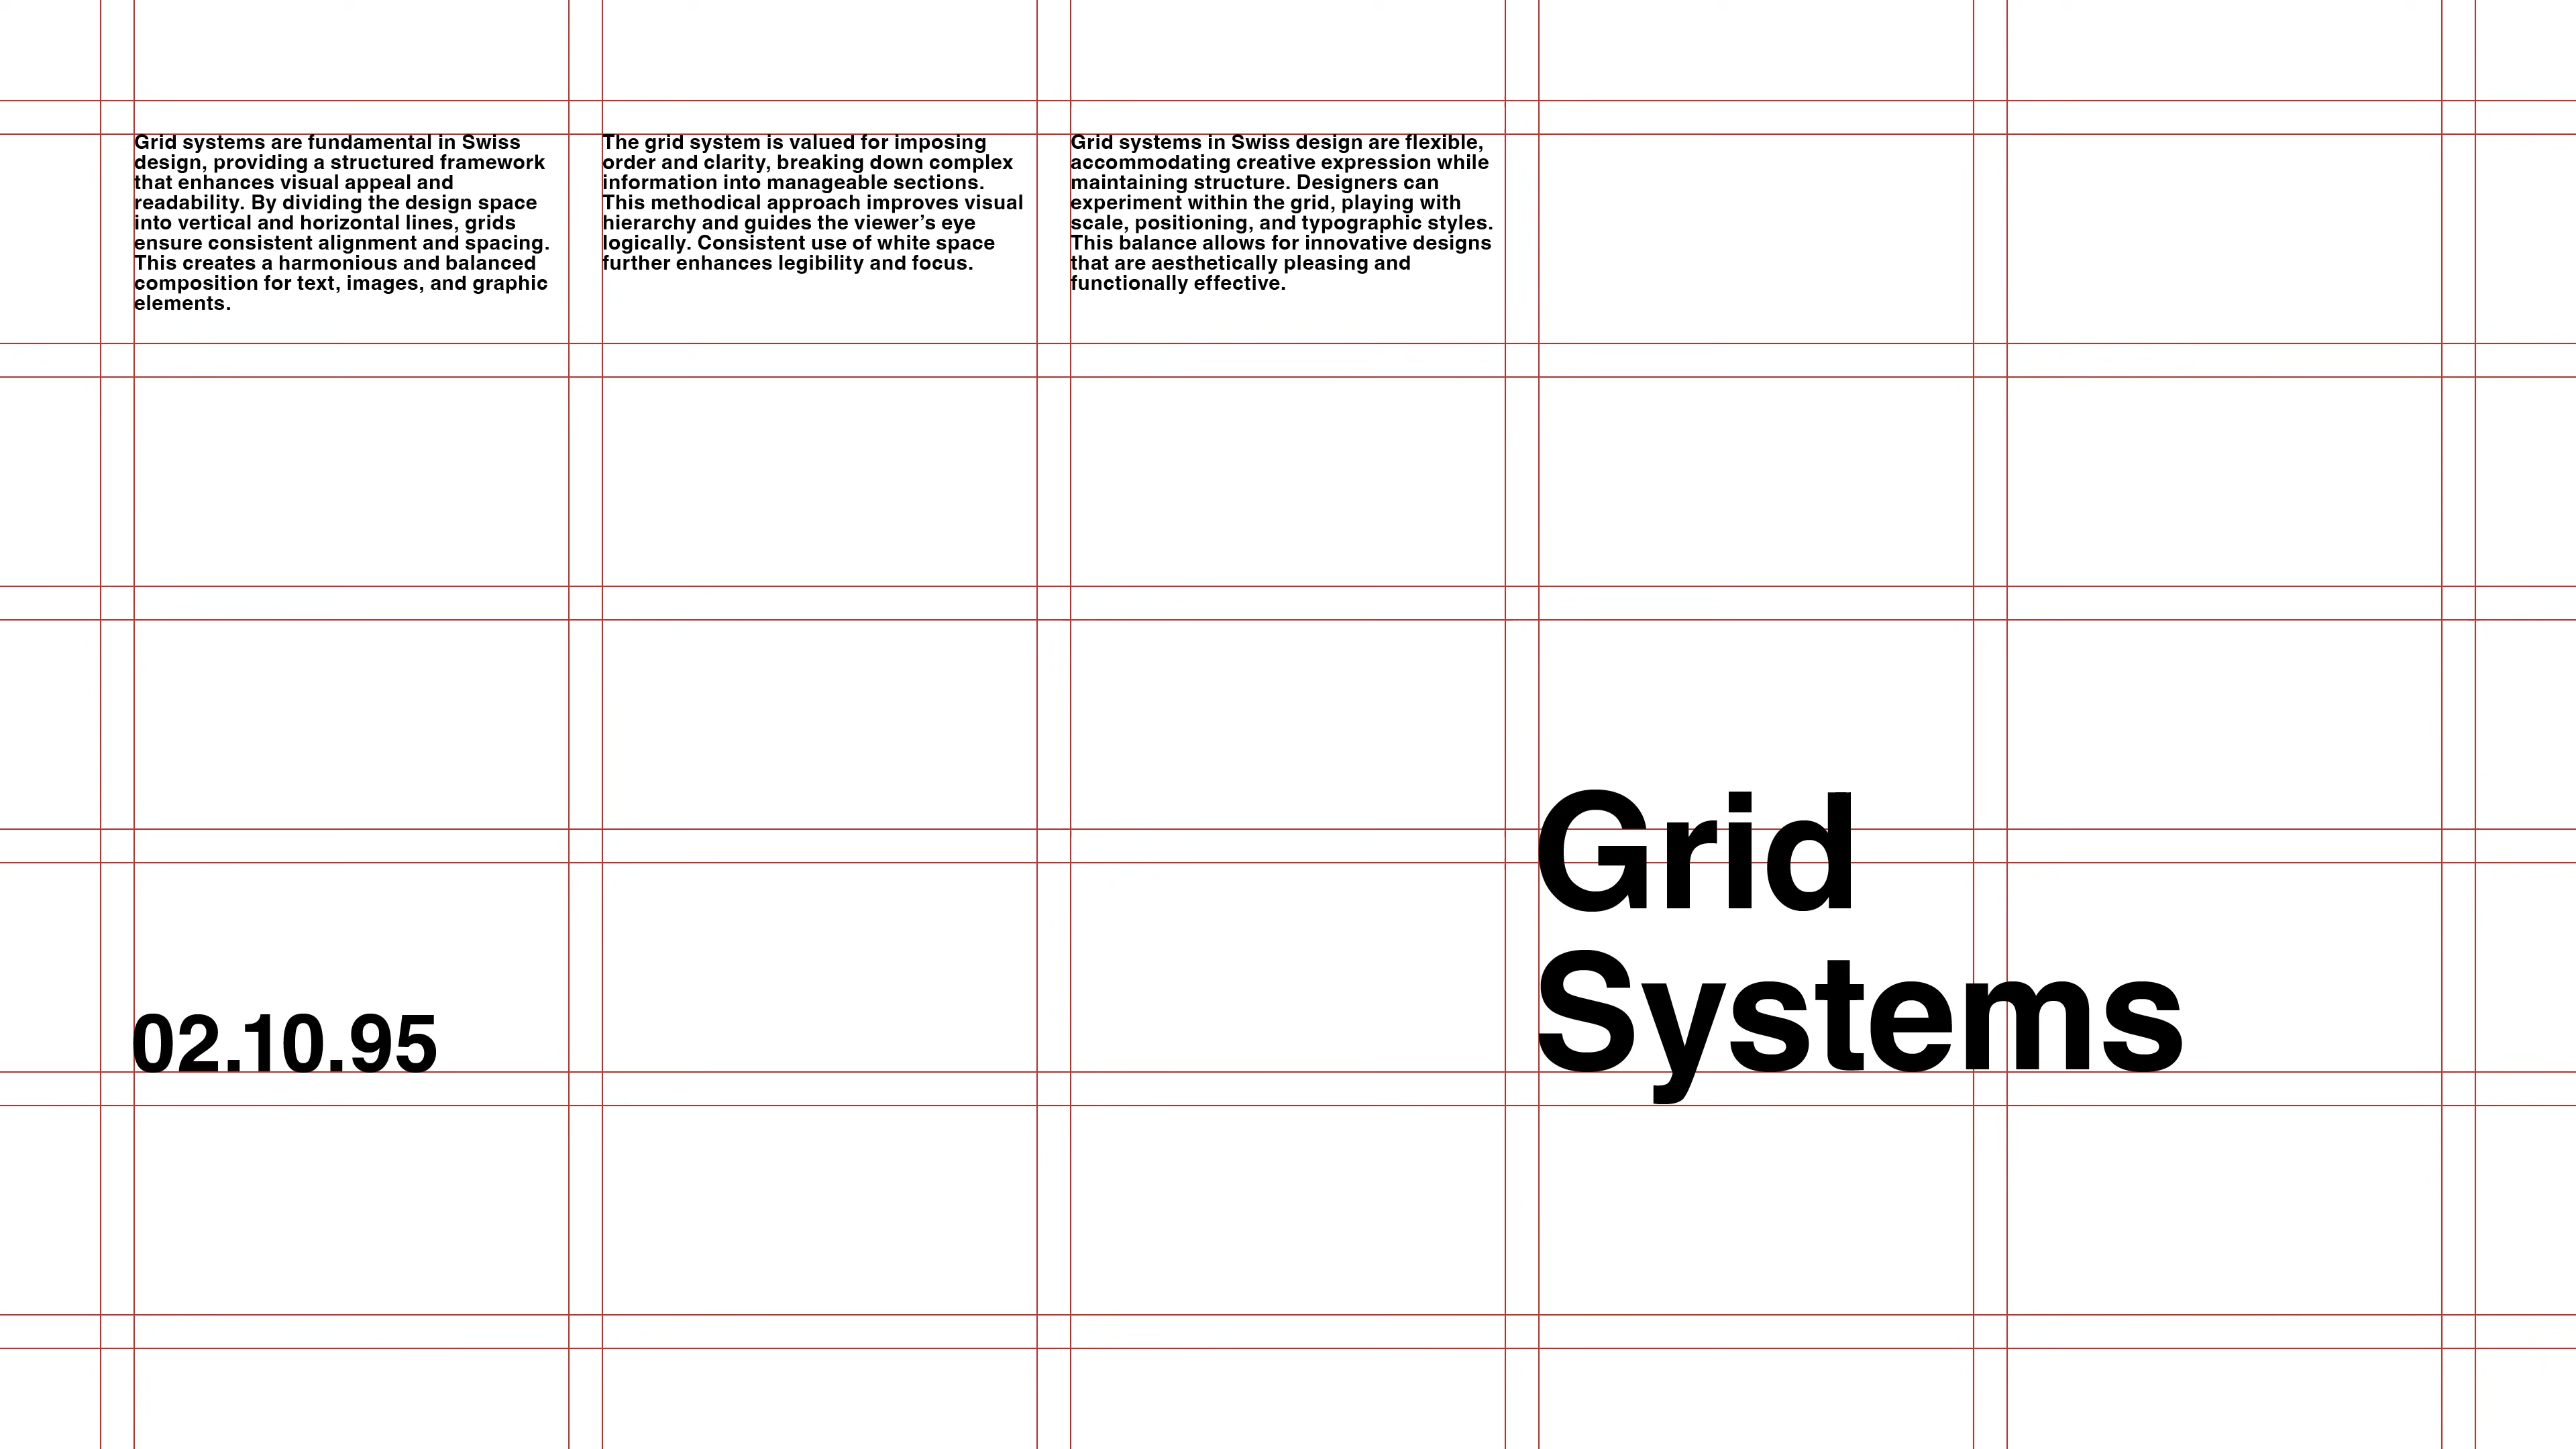 Grid systems are fundamental in Swiss
design, providing a structured framework
that enhances visual appeal and
readability. By dividing the design space
into vertical and horizontal lines, grids
ensure consistent alignment and spacing.
This creates a harmonious and balanced
composition for text, images, and graphic
elements.
The grid system is valued for imposing
order and clarity, breaking down complex
information into manageable sections.
This methodical approach improves visual
hierarchy and guides the viewer’s eye
logically. Consistent use of white space
further enhances legibility and focus.
Grid systems in Swiss design are flexible,
accommodating creative expression while
maintaining structure. Designers can
experiment within the grid, playing with
scale, positioning, and typographic styles.
This balance allows for innovative designs
that are aesthetically pleasing and
functionally effective.
02.10.95
Grid
Systems